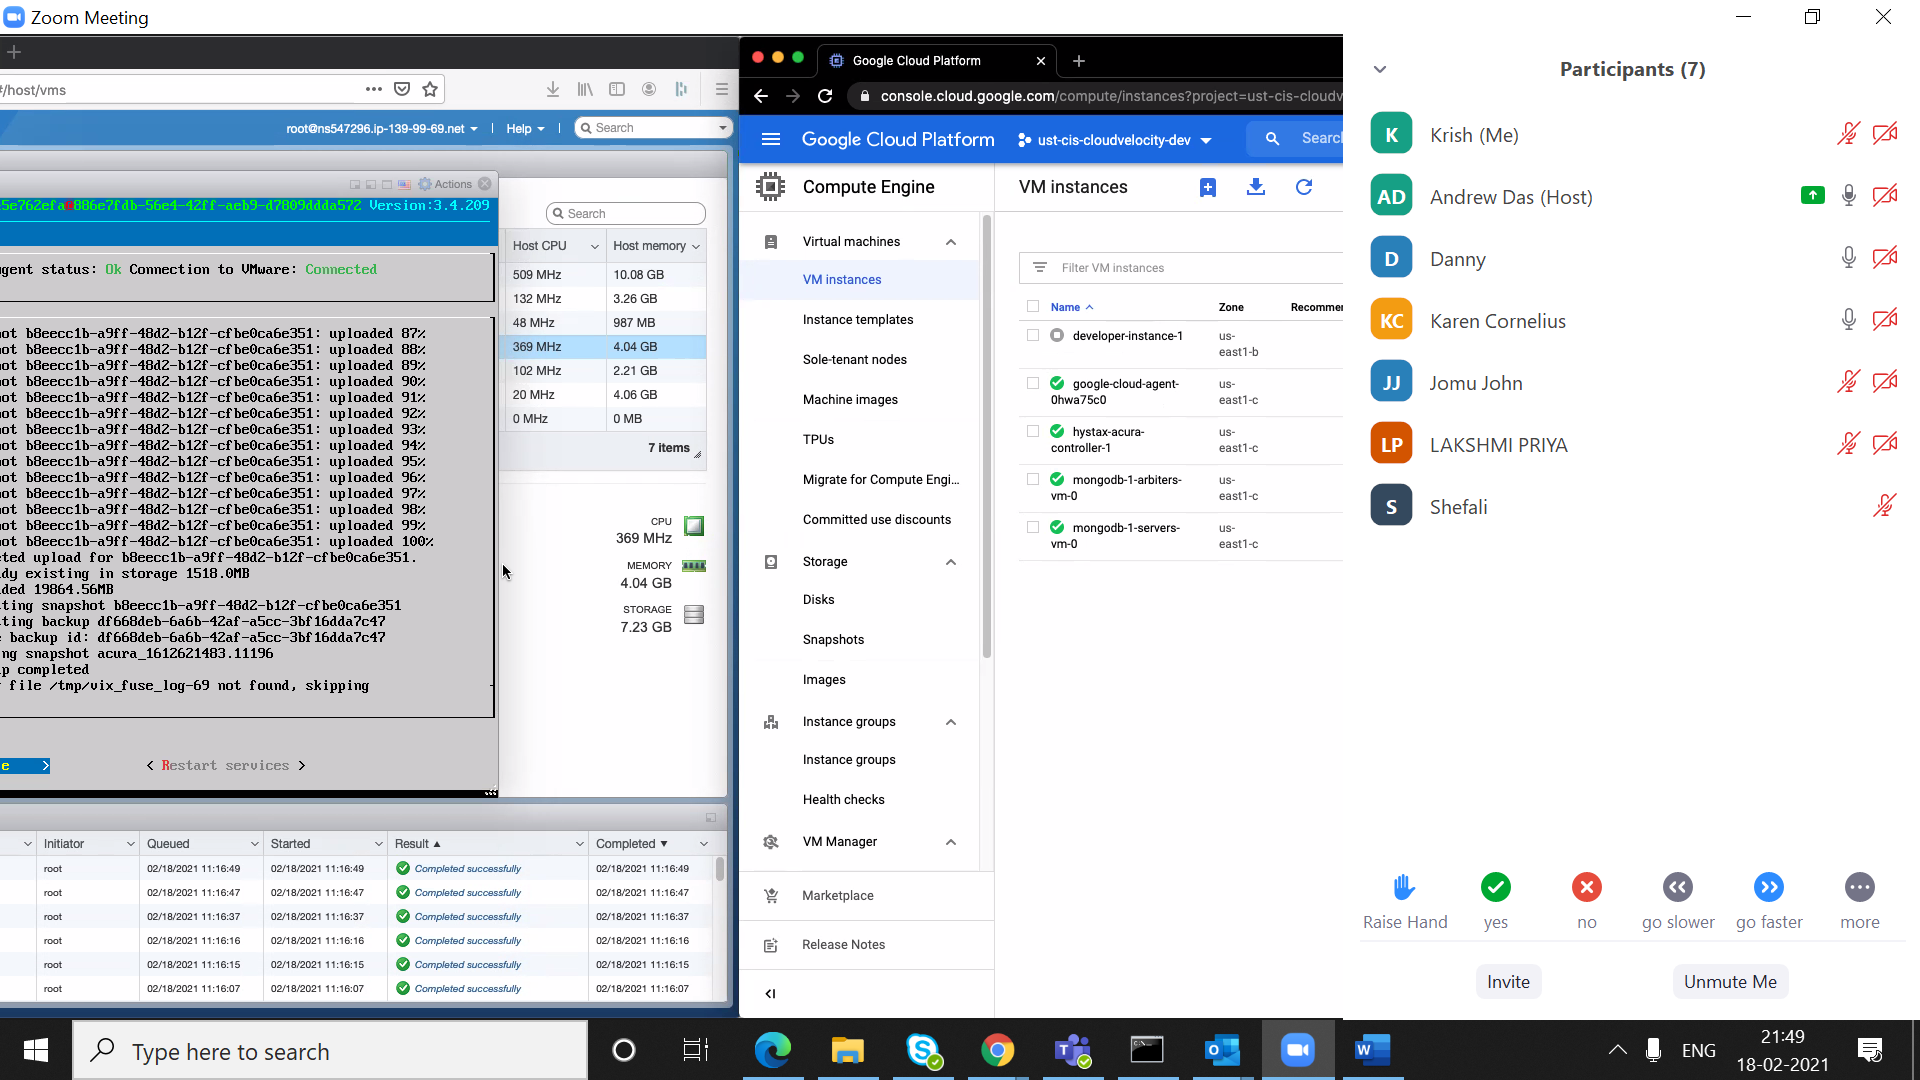 Zoom Meeting
#/host/vms
root@ns547296.ip-139-99-69.net
Help
Search
Actions
5e762efa-886e7fdb-56e4-42ff-aeb9-d7809ddda572 Version:3.4.209
gent status: Ok Connection to VMware: Connected
ot b8eecc1b-a9ff-48d2-b12f-cfbe0ca6e351: uploaded 87%
ot b8eecc1b-a9ff-48d2-b12f-cfbe0ca6e351: uploaded 88%
ot b8eecc1b-a9ff-48d2-b12f-cfbe0ca6e351: uploaded 89%
ot b8eecc1b-a9ff-48d2-b12f-cfbe0ca6e351: uploaded 90%
ot b8eecc1b-a9ff-48d2-b12f-cfbe0ca6e351: uploaded 91%
ot b8eecc1b-a9ff-48d2-b12f-cfbe0ca6e351: uploaded 92%
ot b8eecc1b-a9ff-48d2-b12f-cfbe0ca6e351: uploaded 93%
ot b8eecc1b-a9ff-48d2-b12f-cfbe0ca6e351: uploaded 94%
ot b8eecc1b-a9ff-48d2-b12f-cfbe0ca6e351: uploaded 95%
ot b8eecc1b-a9ff-48d2-b12f-cfbe0ca6e351: uploaded 96%
ot b8eecc1b-a9ff-48d2-b12f-cfbe0ca6e351: uploaded 97%
ot b8eecc1b-a9ff-48d2-b12f-cfbe0ca6e351: uploaded 98%
ot b8eecc1b-a9ff-48d2-b12f-cfbe0ca6e351: uploaded 99%
ot b8eecc1b-a9ff-48d2-b12f-cfbe0ca6e351: uploaded 100%
ted upload for b8eecc1b-a9ff-48d2-b12f-cfbe0ca6e351.
dy existing in storage 1518.0MB
ded 19864.56MB
ting snapshot b8eecc1b-a9ff-48d2-b12f-cfbe0ca6e351
ting backup df668deb-6a6b-42af-a5cc-3bf16dda7c47
e backup id: df668deb-6a6b-42af-a5cc-3bf16dda7c47
ng snapshot acura_1612621483.11196
p completed
file /tmp/vix_fuse_log-69 not found, skipping
e >
< Restart services >
Search
Host CPU Host memory
509 MHz 10.08 GB
132 MHz 3.26 GB
48 MHz 987 MB
369 MHz 4.04 GB
102 MHz 2.21 GB
20 MHz 4.06 GB
0 MHz 0 MB
7 items
CPU
369 MHz
MEMORY
4.04 GB
STORAGE
7.23 GB
Initiator Queued Started Result Completed
root 02/18/2021 11:16:49 02/18/2021 11:16:49 Completed successfully 02/18/2021 11:16:49
root 02/18/2021 11:16:47 02/18/2021 11:16:47 Completed successfully 02/18/2021 11:16:47
root 02/18/2021 11:16:37 02/18/2021 11:16:37 Completed successfully 02/18/2021 11:16:37
root 02/18/2021 11:16:16 02/18/2021 11:16:16 Completed successfully 02/18/2021 11:16:16
root 02/18/2021 11:16:15 02/18/2021 11:16:15 Completed successfully 02/18/2021 11:16:15
root 02/18/2021 11:16:07 02/18/2021 11:16:07 Completed successfully 02/18/2021 11:16:07
Google Cloud Platform
console.cloud.google.com/compute/instances?project=ust-cis-cloudv
Google Cloud Platform
ust-cis-cloudvelocity-dev
Search
Compute Engine
Virtual machines
VM instances
Instance templates
Sole-tenant nodes
Machine images
TPUs
Migrate for Compute Engi...
Committed use discounts
Storage
Disks
Snapshots
Images
Instance groups
Instance groups
Health checks
VM Manager
Marketplace
Release Notes
VM instances
Filter VM instances
Name Zone Recommen
developer-instance-1 us-
east1-b
google-cloud-agent- us-
0hwa75c0 east1-c
hystax-acura- us-
controller-1 east1-c
mongodb-1-arbiters- us-
vm-0 east1-c
mongodb-1-servers- us-
vm-0 east1-c
Participants (7)
K Krish (Me)
AD Andrew Das (Host)
D Danny
KC Karen Cornelius
JJ Jomu John
LP LAKSHMI PRIYA
S Shefali
Raise Hand
yes
no
go slower
go faster
more
Invite
Unmute Me
Type here to search
ENG
21:49
18-02-2021